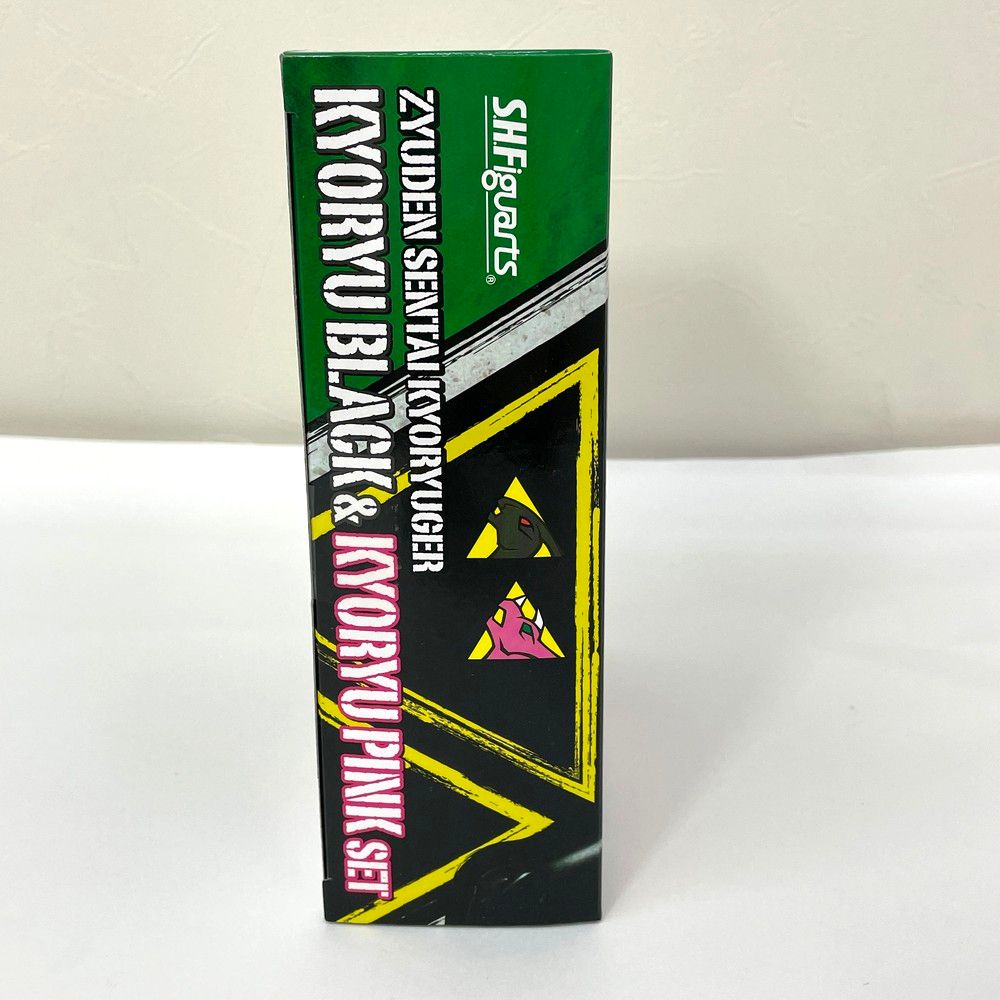 S.H.Figuarts®
ZYUDEN SENTAI KYORYUGER
KYORYU BLACK & KYORYU PINK SET